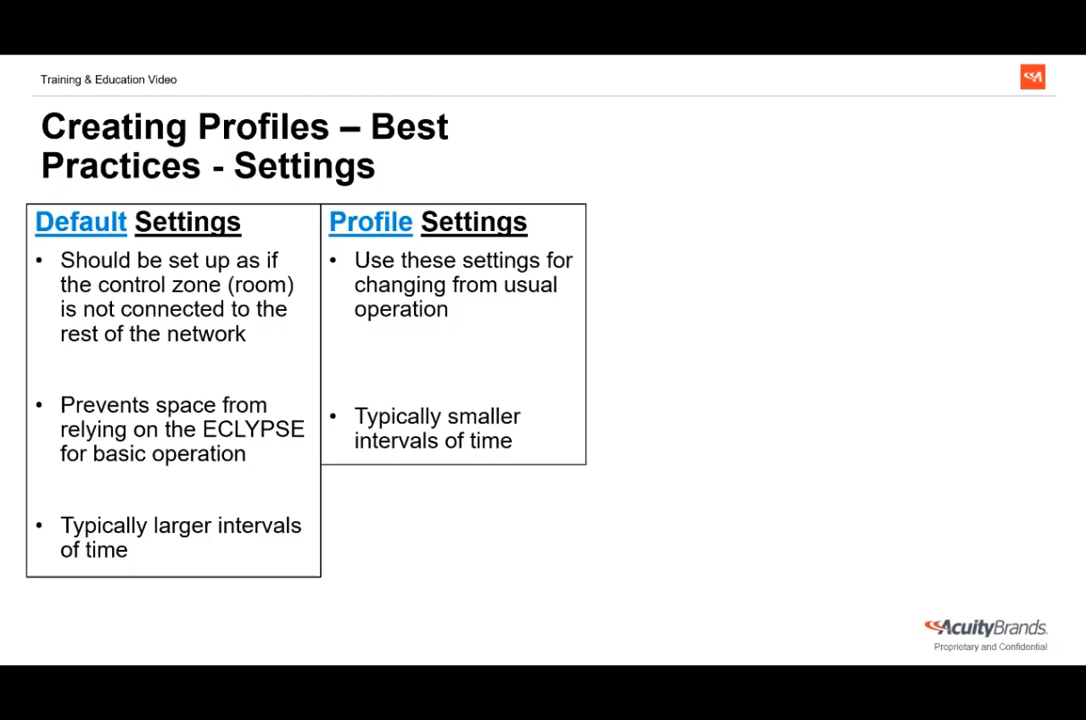 Training & Education Video
Creating Profiles – Best
Practices - Settings
Default Settings
• Should be set up as if
the control zone (room)
is not connected to the
rest of the network
• Prevents space from
relying on the ECLYPSE
for basic operation
• Typically larger intervals
of time
Profile Settings
• Use these settings for
changing from usual
operation
• Typically smaller
intervals of time
AcuityBrands.
Proprietary and Confidential